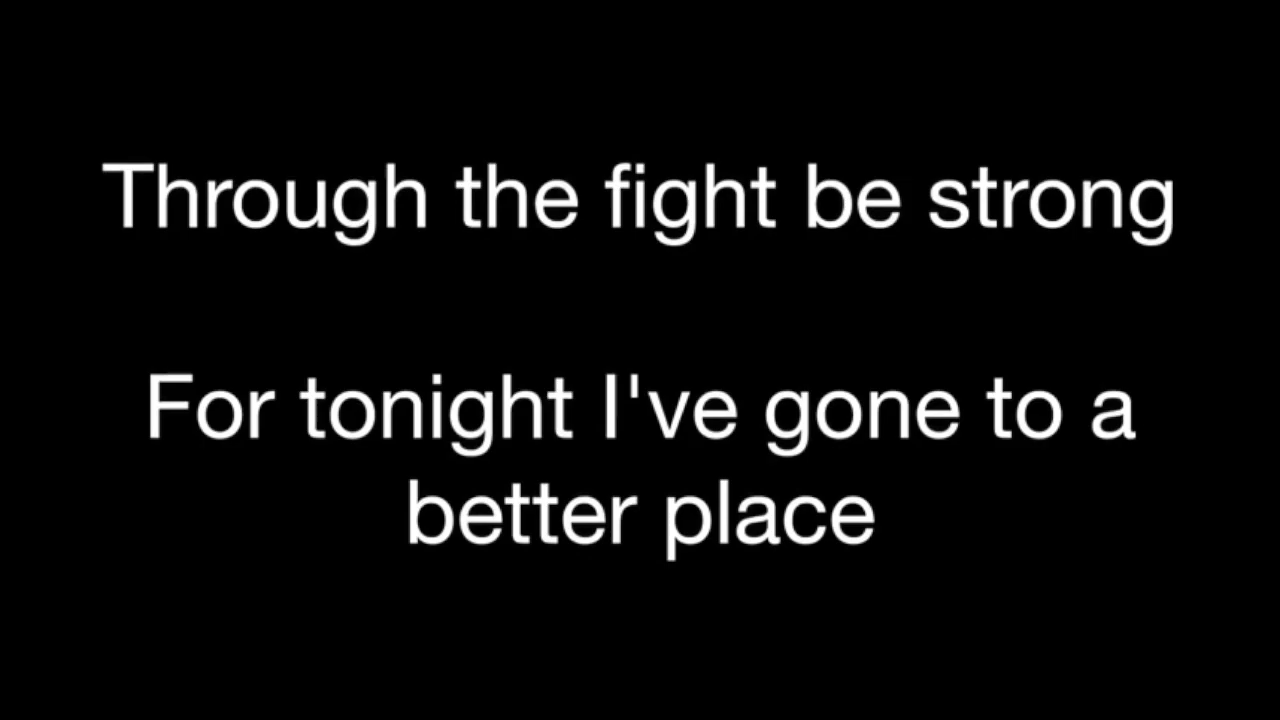 Through the fight be strong
For tonight I've gone to a
better place